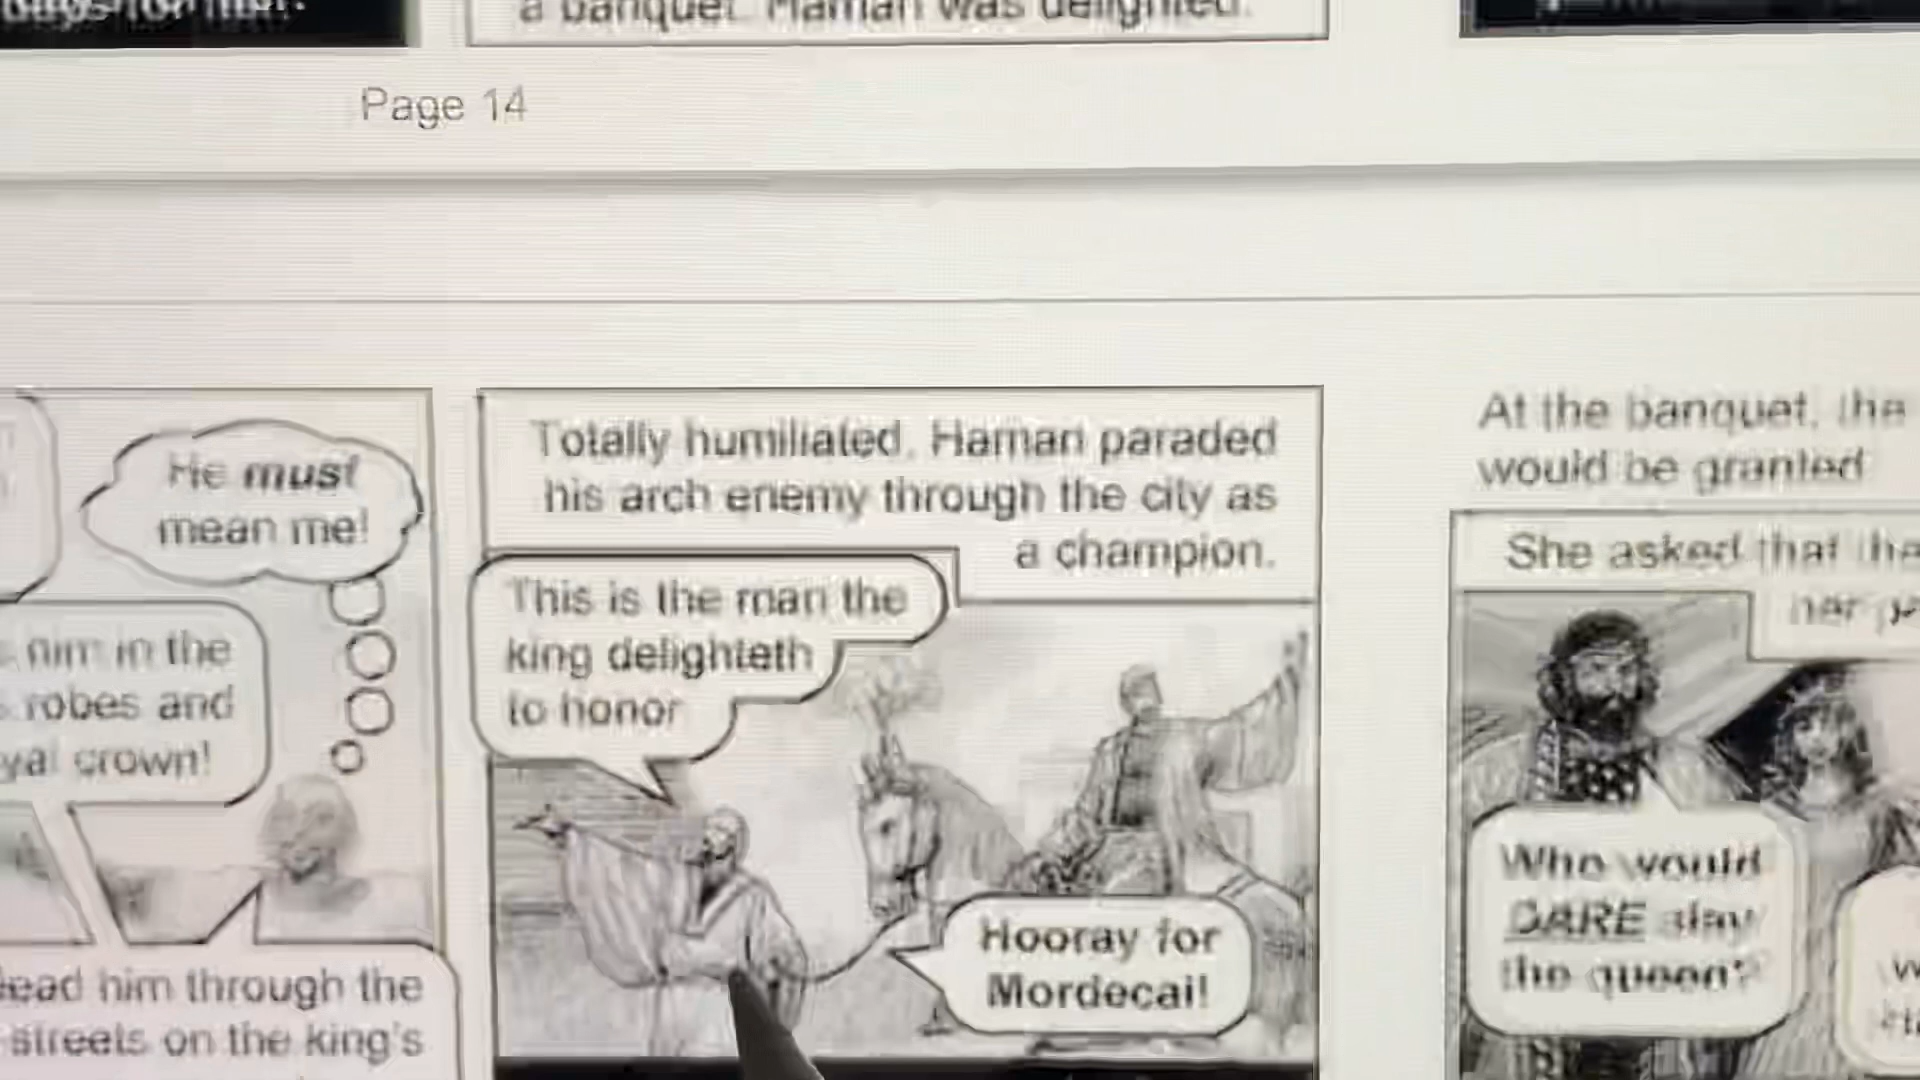 a banquet. Haman was delighted.
Page 14
He must
mean me!
him in the
robes and
crown!
lead him through the
streets on the king's
Totally humiliated, Haman paraded
his arch enemy through the city as
a champion.
This is the man the
king delighteth
to honor
Hooray for
Mordecai!
At the banquet, the
would be granted
She asked that the
her
Who would
DARE slay
the queen?